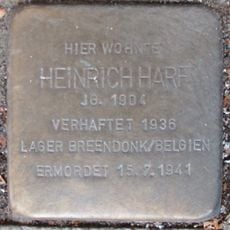 HIER WOHNTE
HEINRICH HARF
JG. 1904
VERHAFTET 1936
LAGER BREENDONK/BELGIEN
ERMORDET 15.7.1941